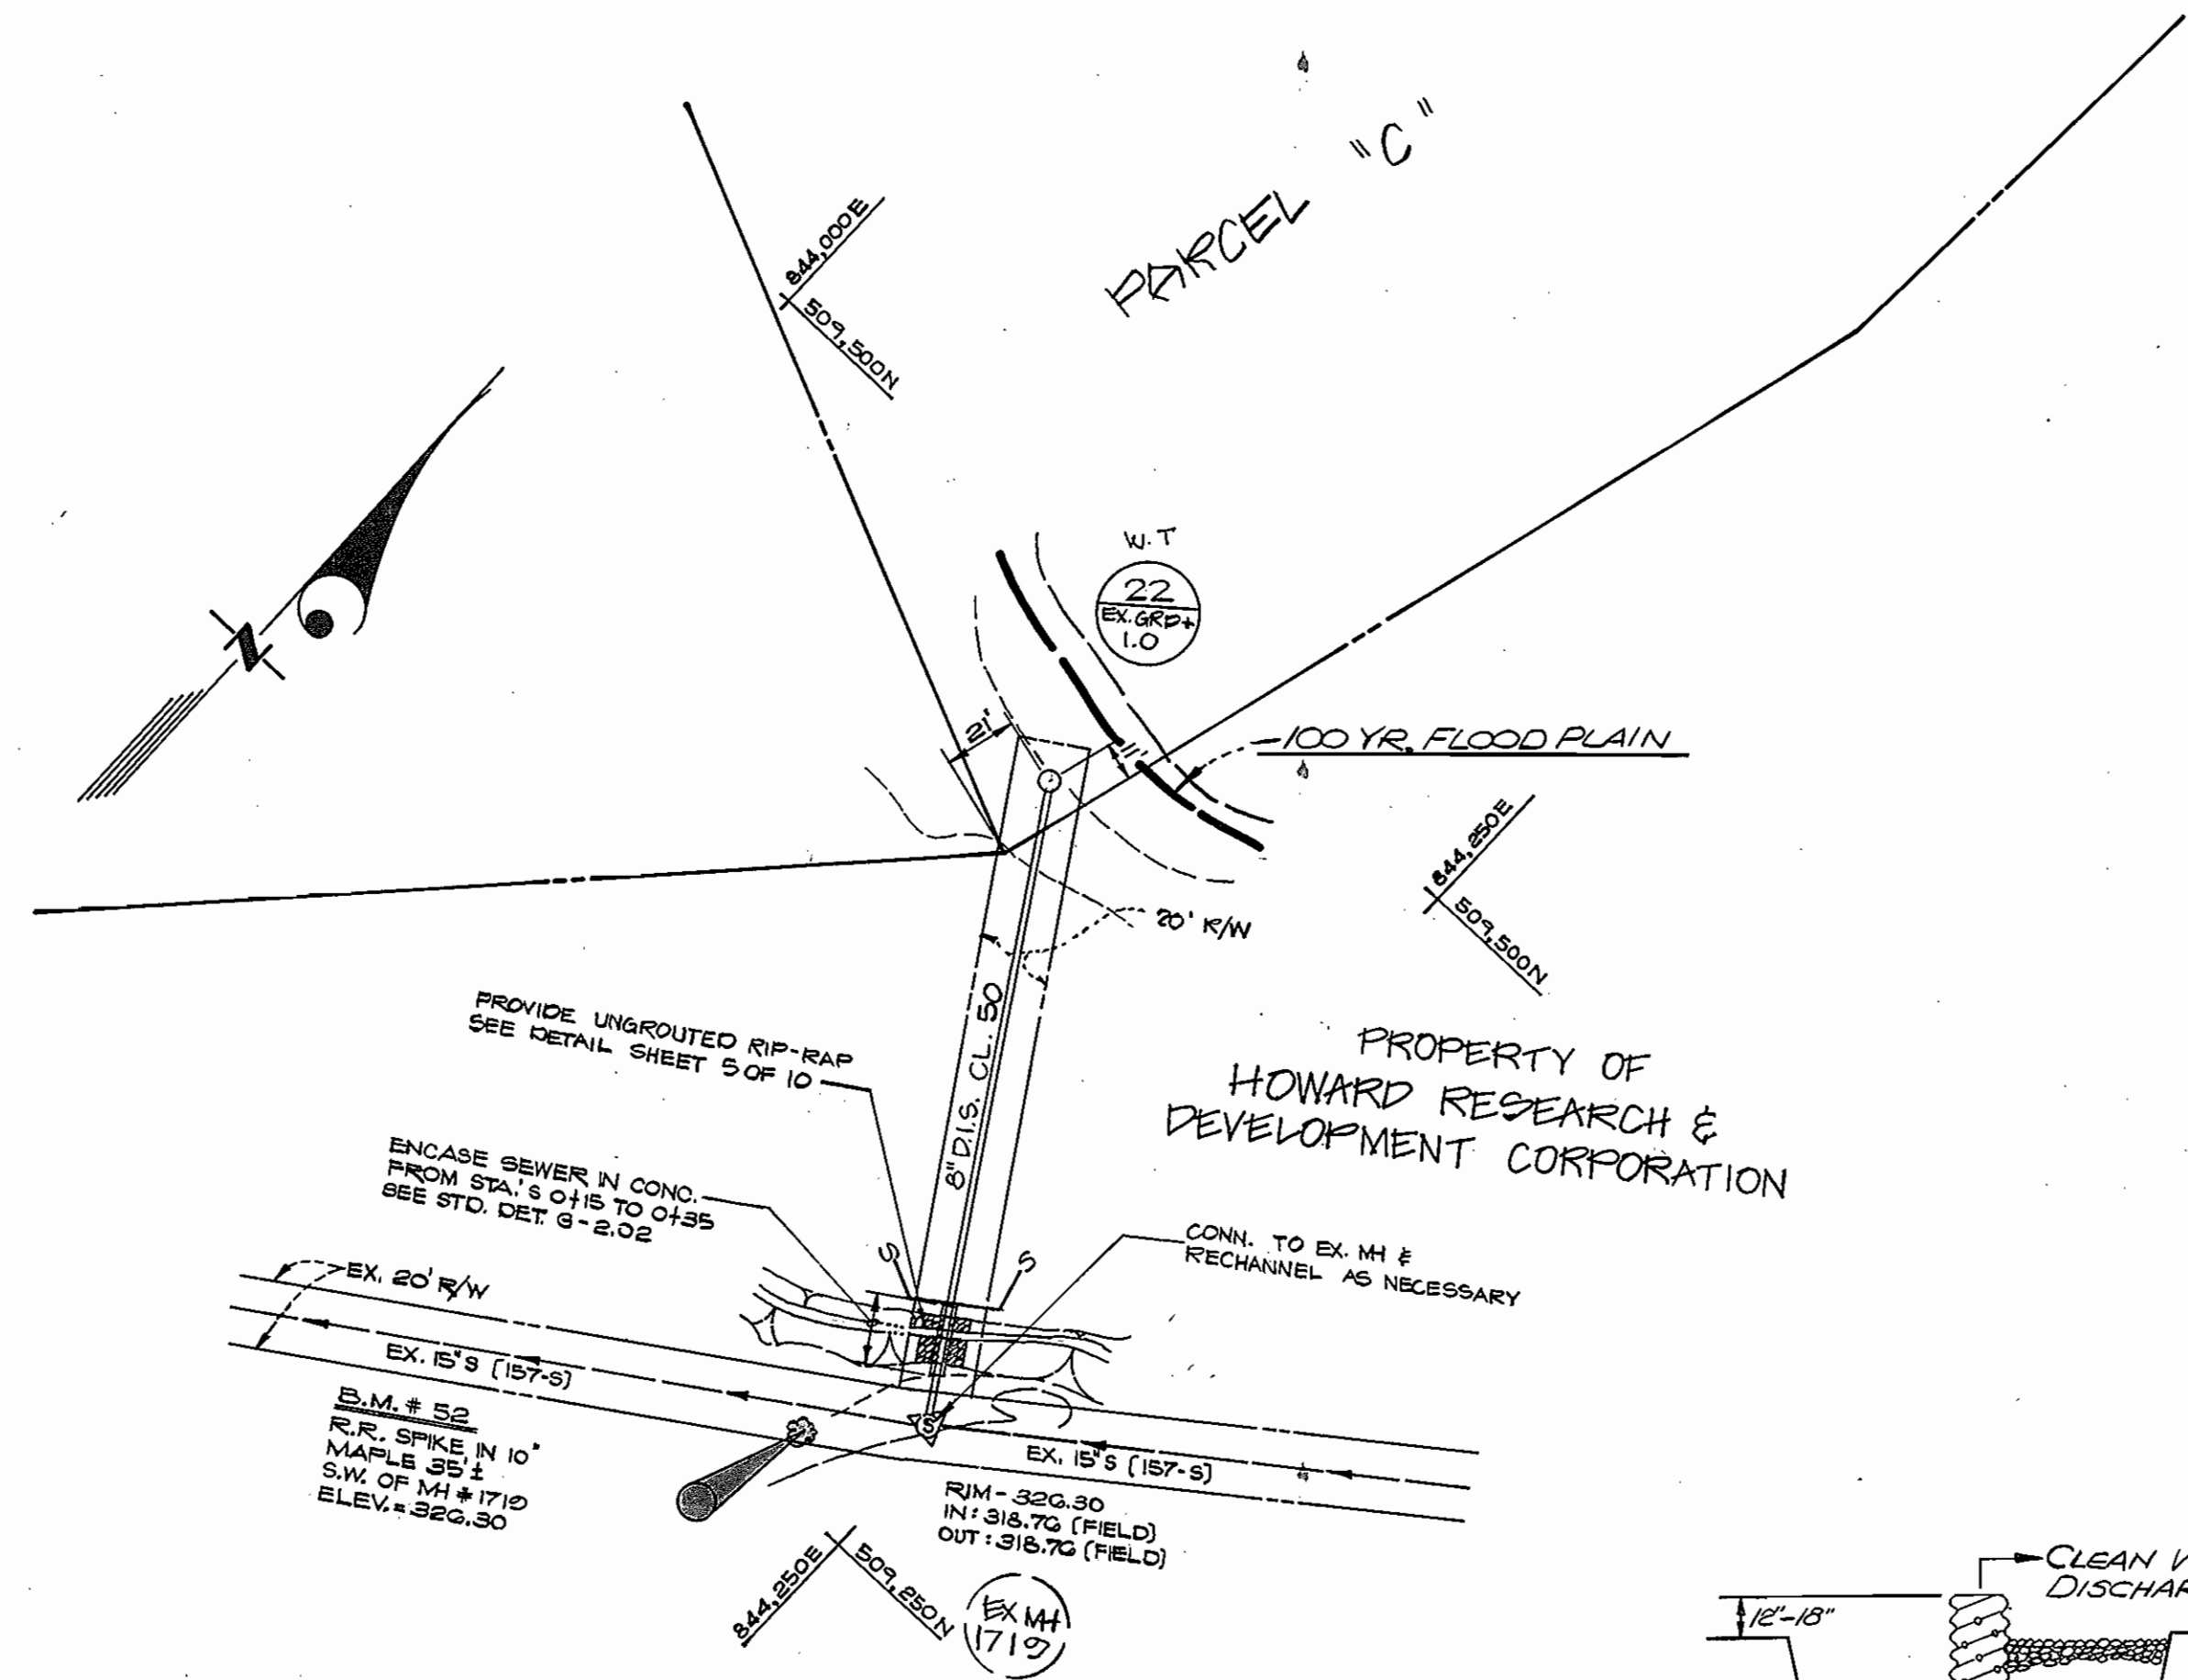 PARCEL "C"
844,000E
509,500N
N
W.T
22
EX.GRD+
1.0
21'
100 YR. FLOOD PLAIN
844,250E
509,500N
20' R/W
8" D.I.S. CL. 50
PROVIDE UNGROUTED RIP-RAP
SEE DETAIL SHEET 5 OF 10
PROPERTY OF
HOWARD RESEARCH &
DEVELOPMENT CORPORATION
ENCASE SEWER IN CONC.
FROM STA.'S 0+15 TO 0+35
SEE STD. DET. G-2.02
CONN. TO EX. MH &
RECHANNEL AS NECESSARY
S
S
EX. 20' R/W
EX. 15"S (157-S)
S
EX. 15"S (157-S)
B.M. # 52
R.R. SPIKE IN 10"
MAPLE 35'±
S.W. OF MH # 1719
ELEV. = 326.30
RIM - 326.30
IN: 318.76 (FIELD)
OUT: 318.76 (FIELD)
844,250E
509,250N
EX MH
1719
CLEAN
12"-18"